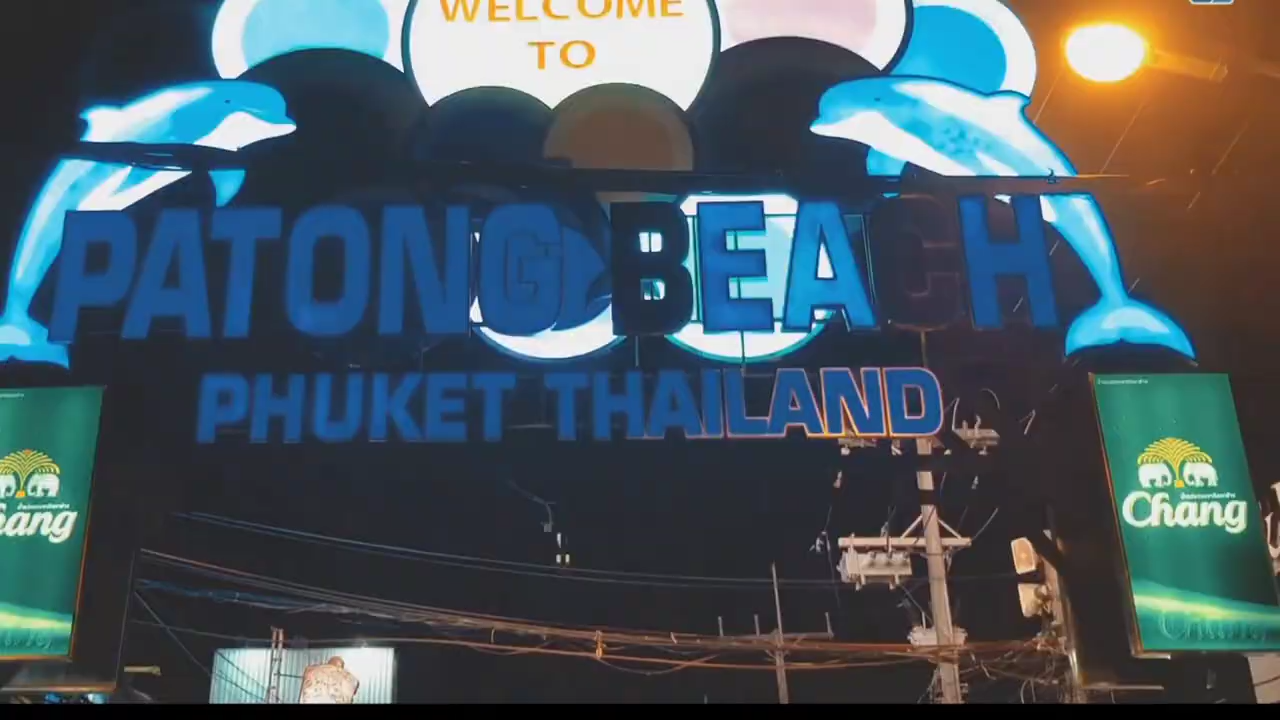 WELCOME
TO
PATONG BEACH
PHUKET THAILAND
Chang
Chang